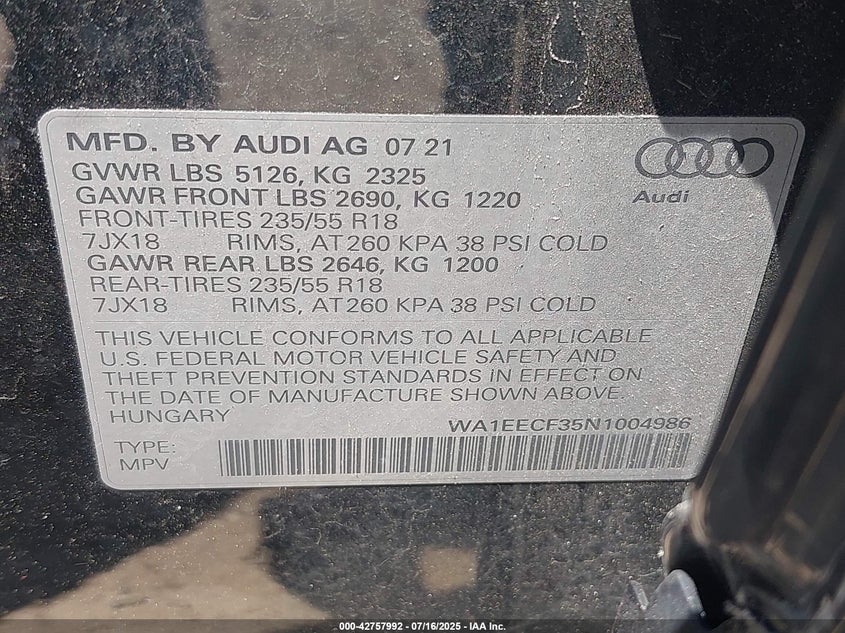 MFD. BY AUDI AG 07 21
GVWR LBS 5126, KG 2325
GAWR FRONT LBS 2690, KG 1220
FRONT-TIRES 235/55 R18
7JX18 RIMS, AT 260 KPA 38 PSI COLD
GAWR REAR LBS 2646, KG 1200
REAR-TIRES 235/55 R18
7JX18 RIMS, AT 260 KPA 38 PSI COLD
Audi
THIS VEHICLE CONFORMS TO ALL APPLICABLE
U.S. FEDERAL MOTOR VEHICLE SAFETY AND
THEFT PREVENTION STANDARDS IN EFFECT ON
THE DATE OF MANUFACTURE SHOWN ABOVE.
HUNGARY
WA1EECF35N1004986
TYPE:
MPV
000-42757992 - 07/16/2025 - IAA Inc.